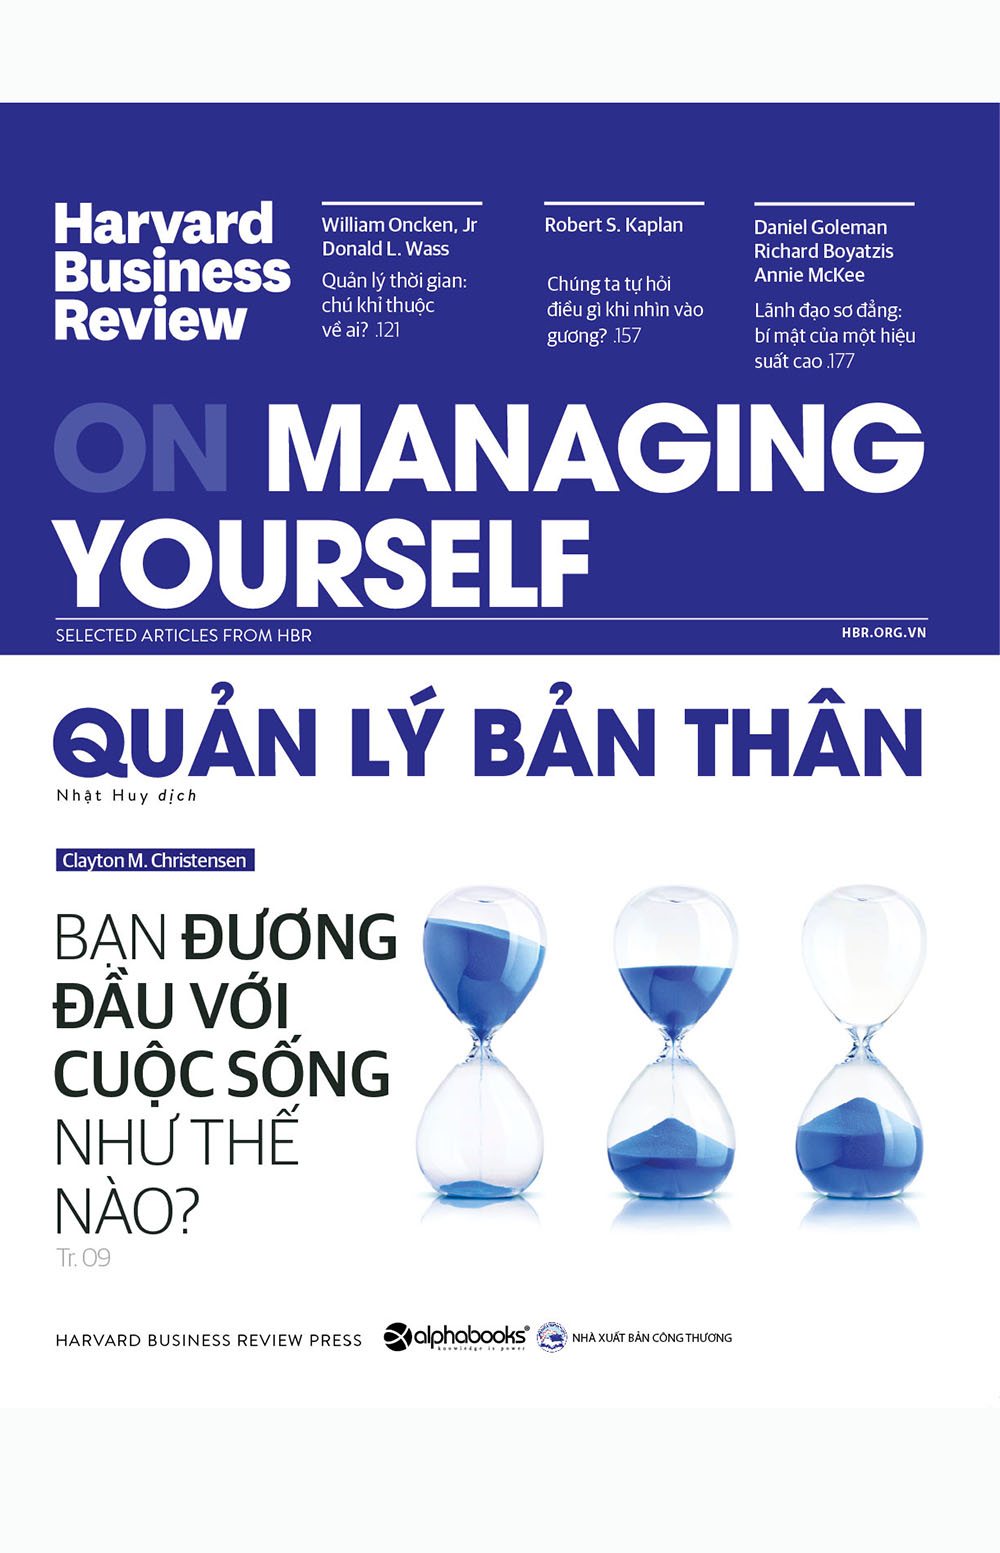 Harvard
Business
Review
William Oncken, Jr
Donald L. Wass
Quản lý thời gian:
chú khỉ thuộc
về ai? .121
Robert S. Kaplan
Chúng ta tự hỏi
điều gì khi nhìn vào
gương? .157
Daniel Goleman
Richard Boyatzis
Annie McKee
Lãnh đạo sơ đẳng:
bí mật của một hiệu
suất cao .177
ON MANAGING
YOURSELF
SELECTED ARTICLES FROM HBR
HBR.ORG.VN
QUẢN LÝ BẢN THÂN
Nhật Huy dịch
Clayton M. Christensen
BẠN ĐƯƠNG
ĐẦU VỚI
CUỘC SỐNG
NHƯ THẾ
NÀO?
Tr. 09
HARVARD BUSINESS REVIEW PRESS
alphabooks®
knowledge is power
NHÀ XUẤT BẢN CÔNG THƯƠNG